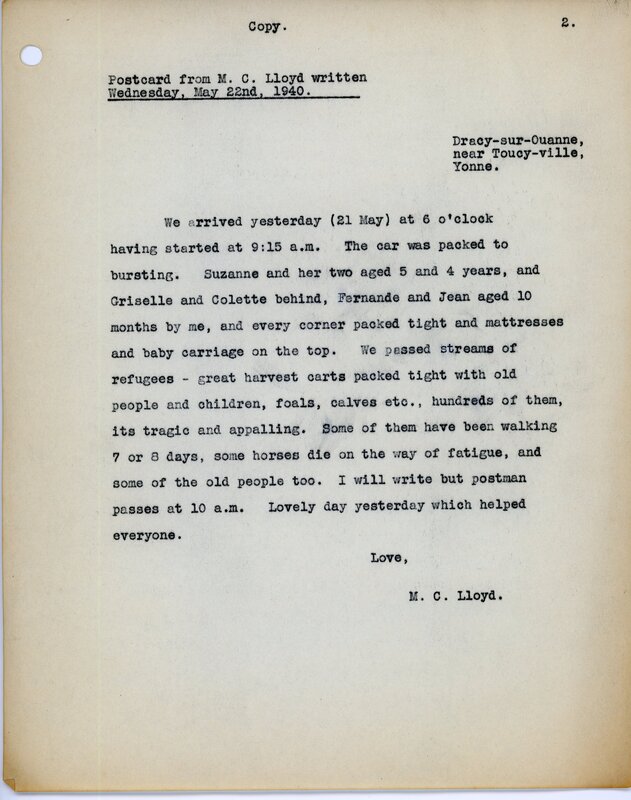 Copy.
2.
Postcard from M. C. Lloyd written
Wednesday, May 22nd, 1940.
Dracy-sur-Ouanne,
near Toucy-ville,
Yonne.
We arrived yesterday (21 May) at 6 o'clock
having started at 9:15 a.m. The car was packed to
bursting. Suzanne and her two aged 5 and 4 years, and
Griselle and Colette behind, Fernande and Jean aged 10
months by me, and every corner packed tight and mattresses
and baby carriage on the top. We passed streams of
refugees - great harvest carts packed tight with old
people and children, foals, calves etc., hundreds of them,
its tragic and appalling. Some of them have been walking
7 or 8 days, some horses die on the way of fatigue, and
some of the old people too. I will write but postman
passes at 10 a.m. Lovely day yesterday which helped
everyone.
Love,
M. C. Lloyd.